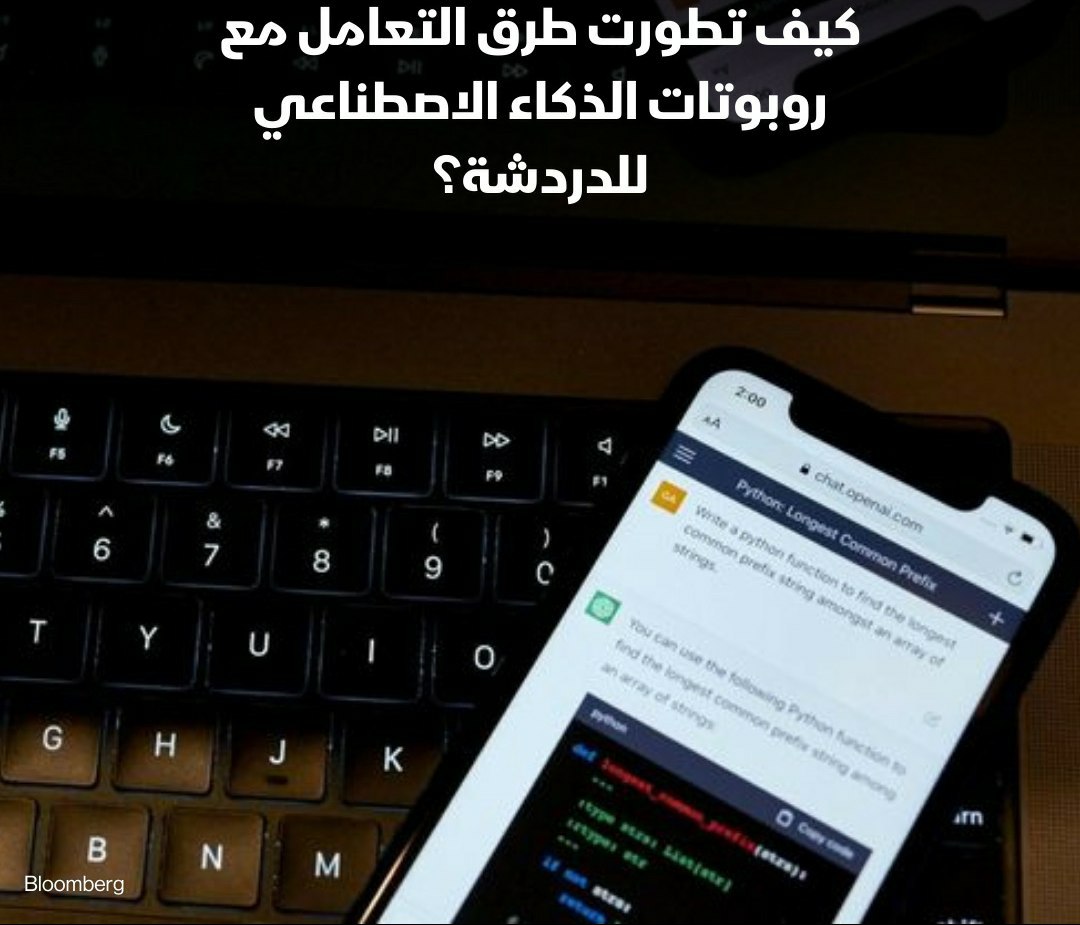 كيف تطورت طرق التعامل مع
روبوتات الذكاء الاصطناعي
للدردشة؟
F5
F6
F7
F8
F9
F1
^
&
*
(
)
6
7
8
9
0
T
Y
U
I
O
G
H
J
K
B
N
M
2:00
AA
chat.openai.com
Python: Longest Common Prefix
+
GA
Write a python function to find the longest
common prefix string amongst an array of
strings.
You can use the following Python function to
find the longest common prefix string among
an array of strings:
python
Copy code
def longest_common_prefix(strs):
"""
:type strs: List[str]
:rtype: str
"""
if not strs:
return
Bloomberg